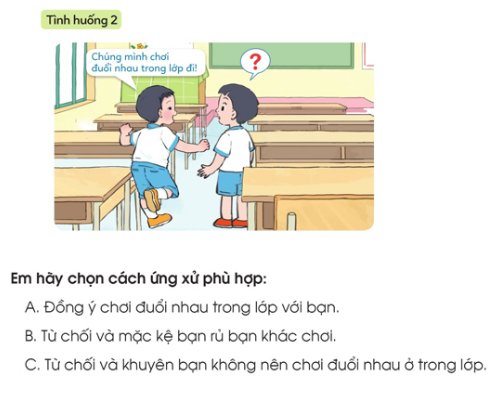 Tình huống 2
Chúng mình chơi
đuổi nhau trong lớp đi!
?
Em hãy chọn cách ứng xử phù hợp:
A. Đồng ý chơi đuổi nhau trong lớp với bạn.
B. Từ chối và mặc kệ bạn rủ bạn khác chơi.
C. Từ chối và khuyên bạn không nên chơi đuổi nhau ở trong lớp.